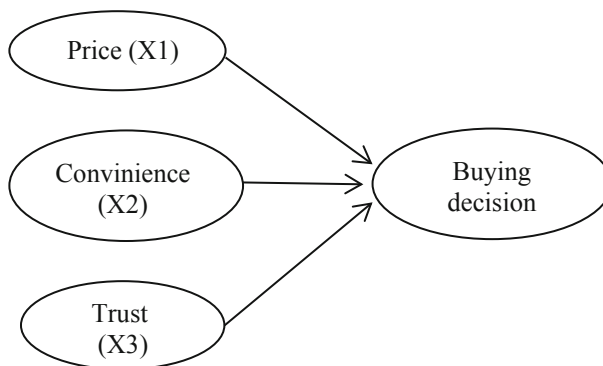 Price (X1)
Convinience
(X2)
Buying
decision
Trust
(X3)